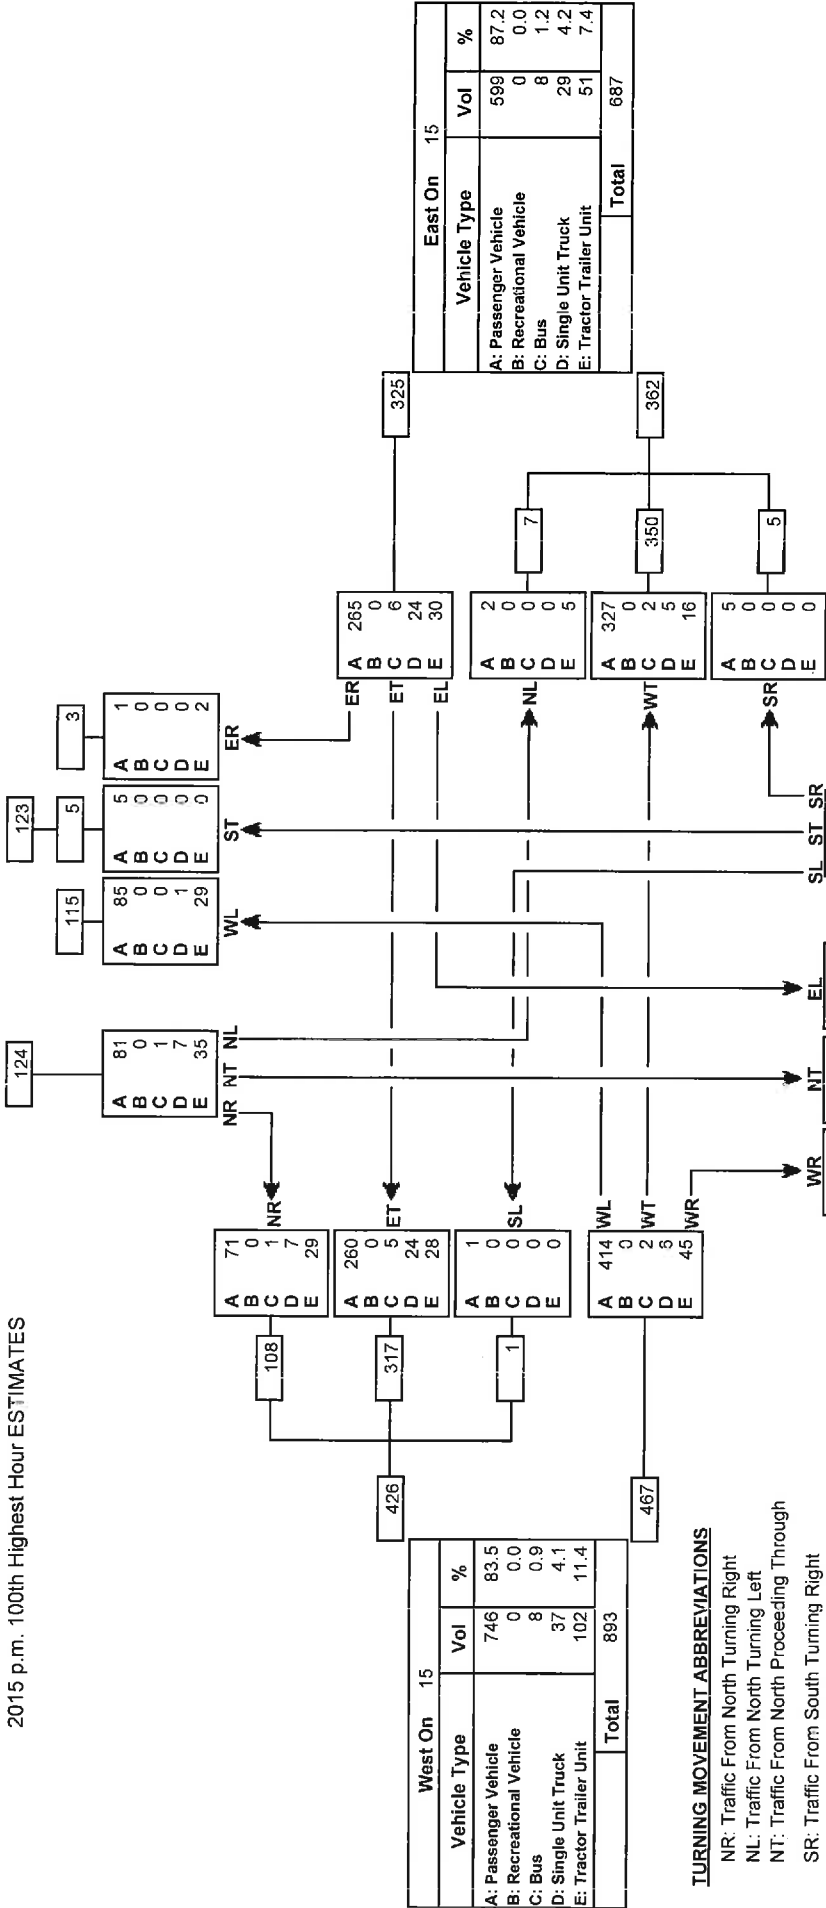 2015 p.m. 100th Highest Hour ESTIMATES
124
123
115
5
3
A 81
B 0
C 1
D 7
E 35
NR NT NL
A 85
B 0
C 0
D 1
E 29
WL
A 5
B 0
C 0
D 0
E 0
ST
A 1
B 0
C 0
D 0
E 2
ER
West On 15
Vehicle Type Vol %
A: Passenger Vehicle 746 83.5
B: Recreational Vehicle 0 0.0
C: Bus 8 0.9
D: Single Unit Truck 37 4.1
E: Tractor Trailer Unit 102 11.4
Total 893
426
108
A 71
B 0
C 1
D 7
E 29
NR
317
A 260
B 0
C 5
D 24
E 28
ET
1
A 1
B 0
C 0
D 0
E 0
SL
467
A 414
B 0
C 2
D 6
E 45
WL
WT
WR
ER
ET
EL
A 265
B 0
C 6
D 24
E 30
325
NL
A 2
B 0
C 0
D 0
E 5
7
WT
A 327
B 0
C 2
D 5
E 16
350
362
SR
A 5
B 0
C 0
D 0
E 0
5
East On 15
Vehicle Type Vol %
A: Passenger Vehicle 599 87.2
B: Recreational Vehicle 0 0.0
C: Bus 8 1.2
D: Single Unit Truck 29 4.2
E: Tractor Trailer Unit 51 7.4
Total 687
TURNING MOVEMENT ABBREVIATIONS
NR: Traffic From North Turning Right
NL: Traffic From North Turning Left
NT: Traffic From North Proceeding Through
SR: Traffic From South Turning Right
WR NT EL SL ST SR